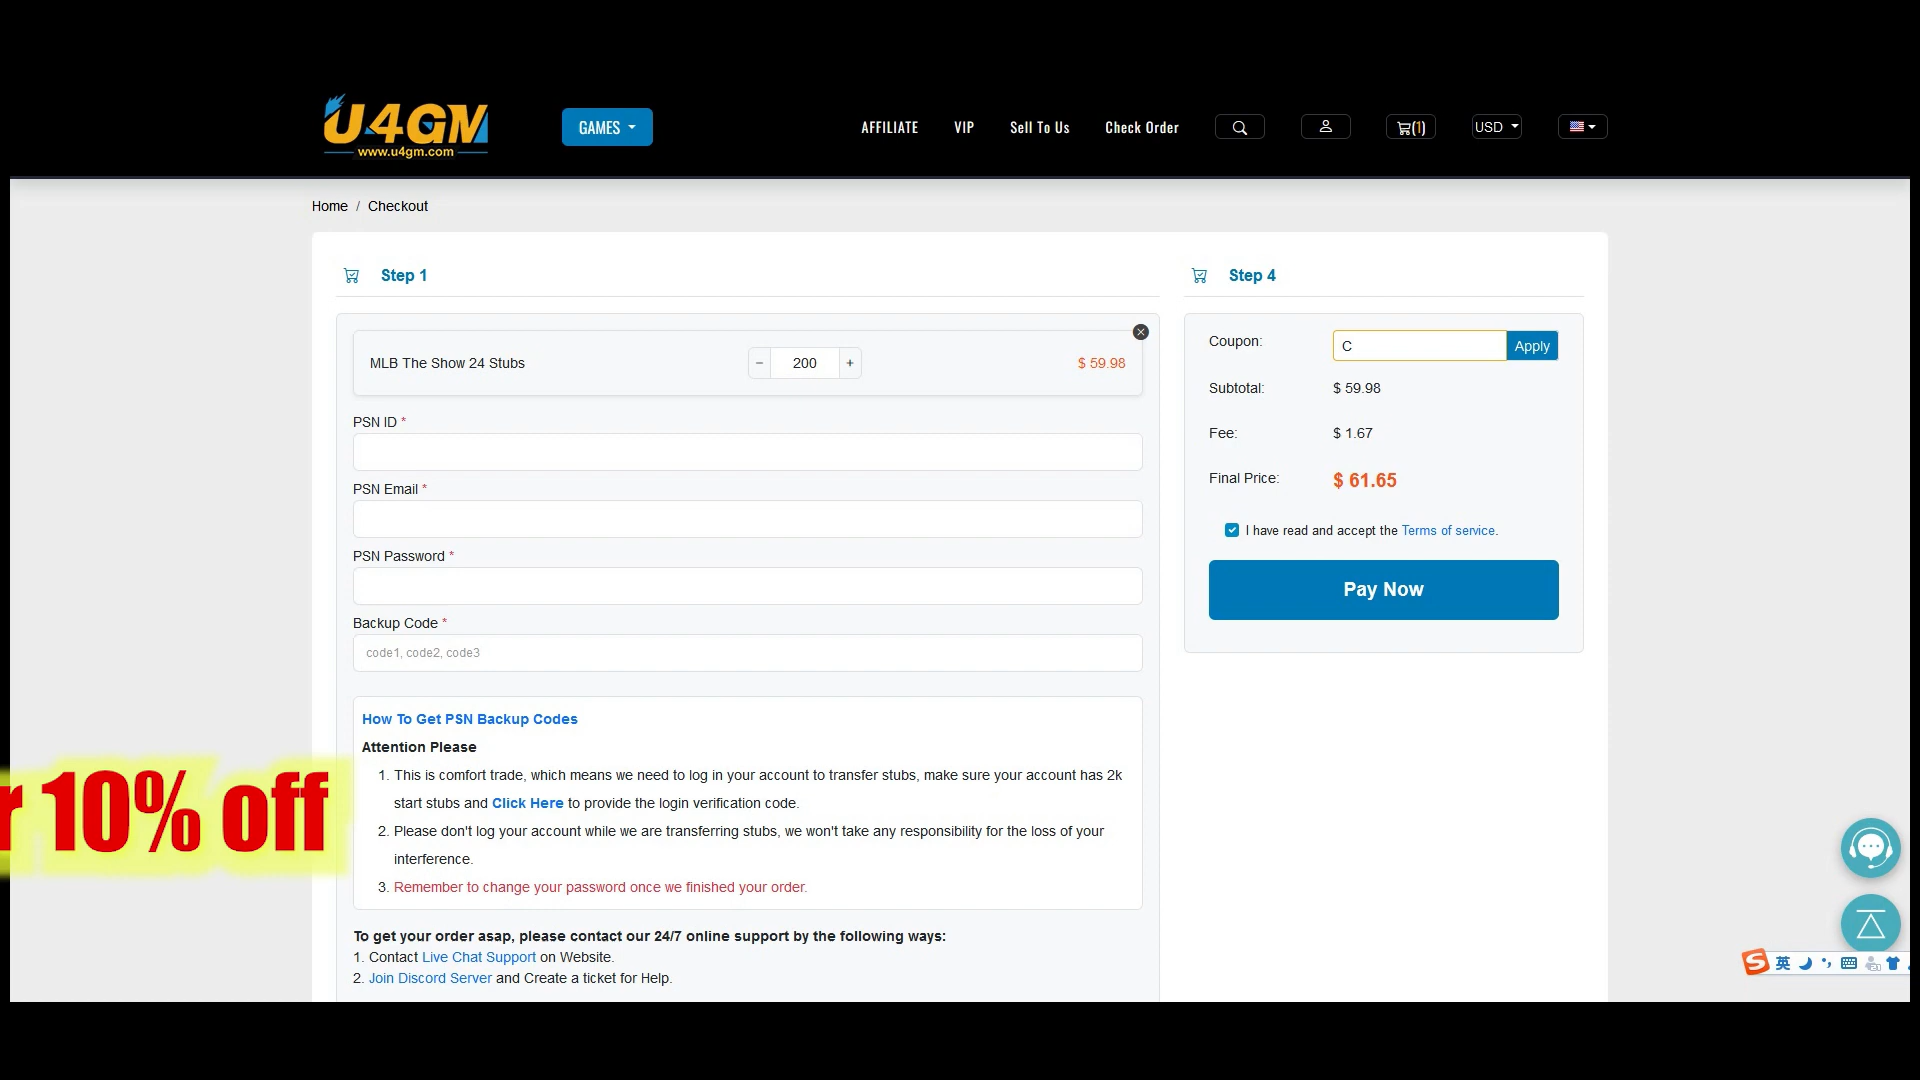 U4GM
www.u4gm.com
GAMES
AFFILIATE
VIP
Sell To Us
Check Order
(1)
USD
Home / Checkout
Step 1
MLB The Show 24 Stubs
− 200 +
$ 59.98
PSN ID *
PSN Email *
PSN Password *
Backup Code *
code1, code2, code3
How To Get PSN Backup Codes
Attention Please
1. This is comfort trade, which means we need to log in your account to transfer stubs, make sure your account has 2k
start stubs and Click Here to provide the login verification code.
2. Please don't log your account while we are transferring stubs, we won't take any responsibility for the loss of your
interference.
3. Remember to change your password once we finished your order.
To get your order asap, please contact our 24/7 online support by the following ways:
1. Contact Live Chat Support on Website.
2. Join Discord Server and Create a ticket for Help.
Step 4
Coupon:
C
Apply
Subtotal:
$ 59.98
Fee:
$ 1.67
Final Price:
$ 61.65
I have read and accept the Terms of service.
Pay Now
r 10% off
S 英